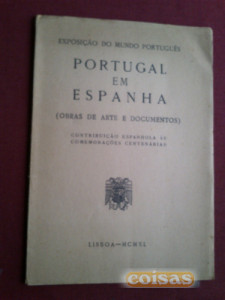 EXPOSIÇÃO DO MUNDO PORTUGUÊS
PORTUGAL
EM
ESPANHA
(OBRAS DE ARTE E DOCUMENTOS)
CONTRIBUIÇÃO ESPANHOLA ÀS
COMEMORAÇÕES CENTENÁRIAS
LISBOA—MCMXL
coisas